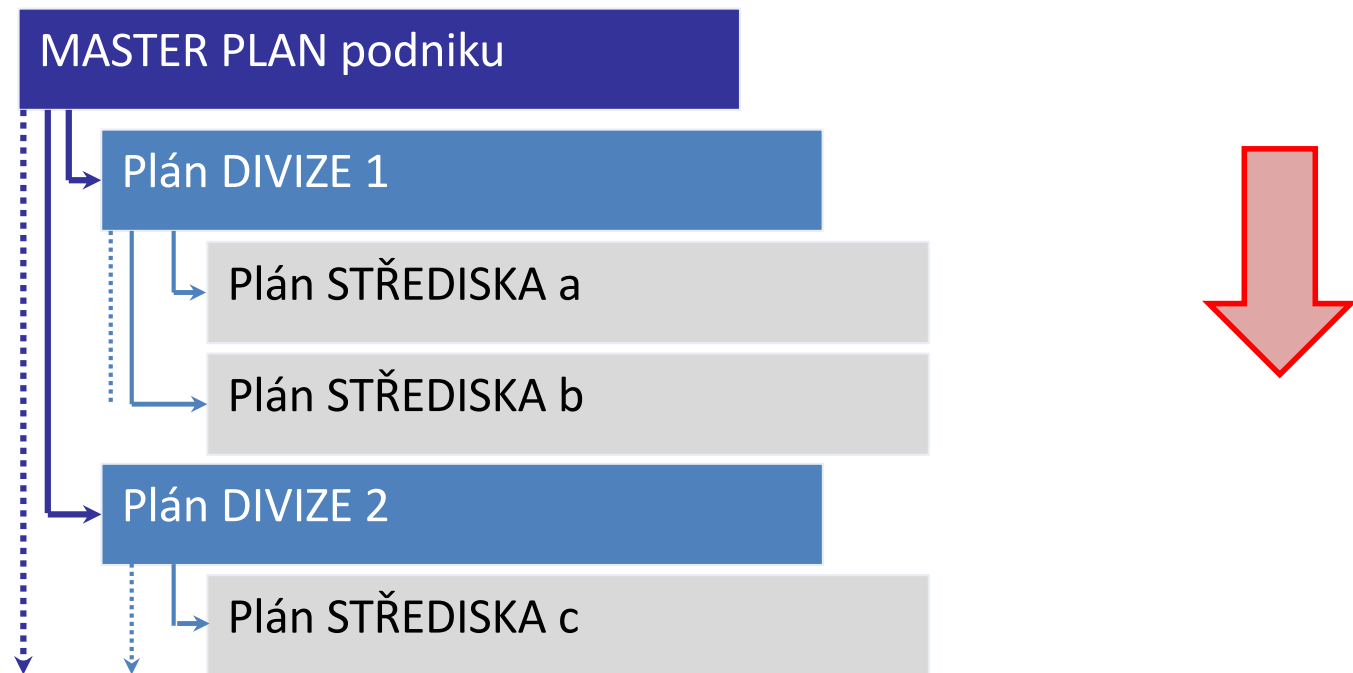 MASTER PLAN podniku
Plán DIVIZE 1
Plán STŘEDISKA a
Plán STŘEDISKA b
Plán DIVIZE 2
Plán STŘEDISKA c